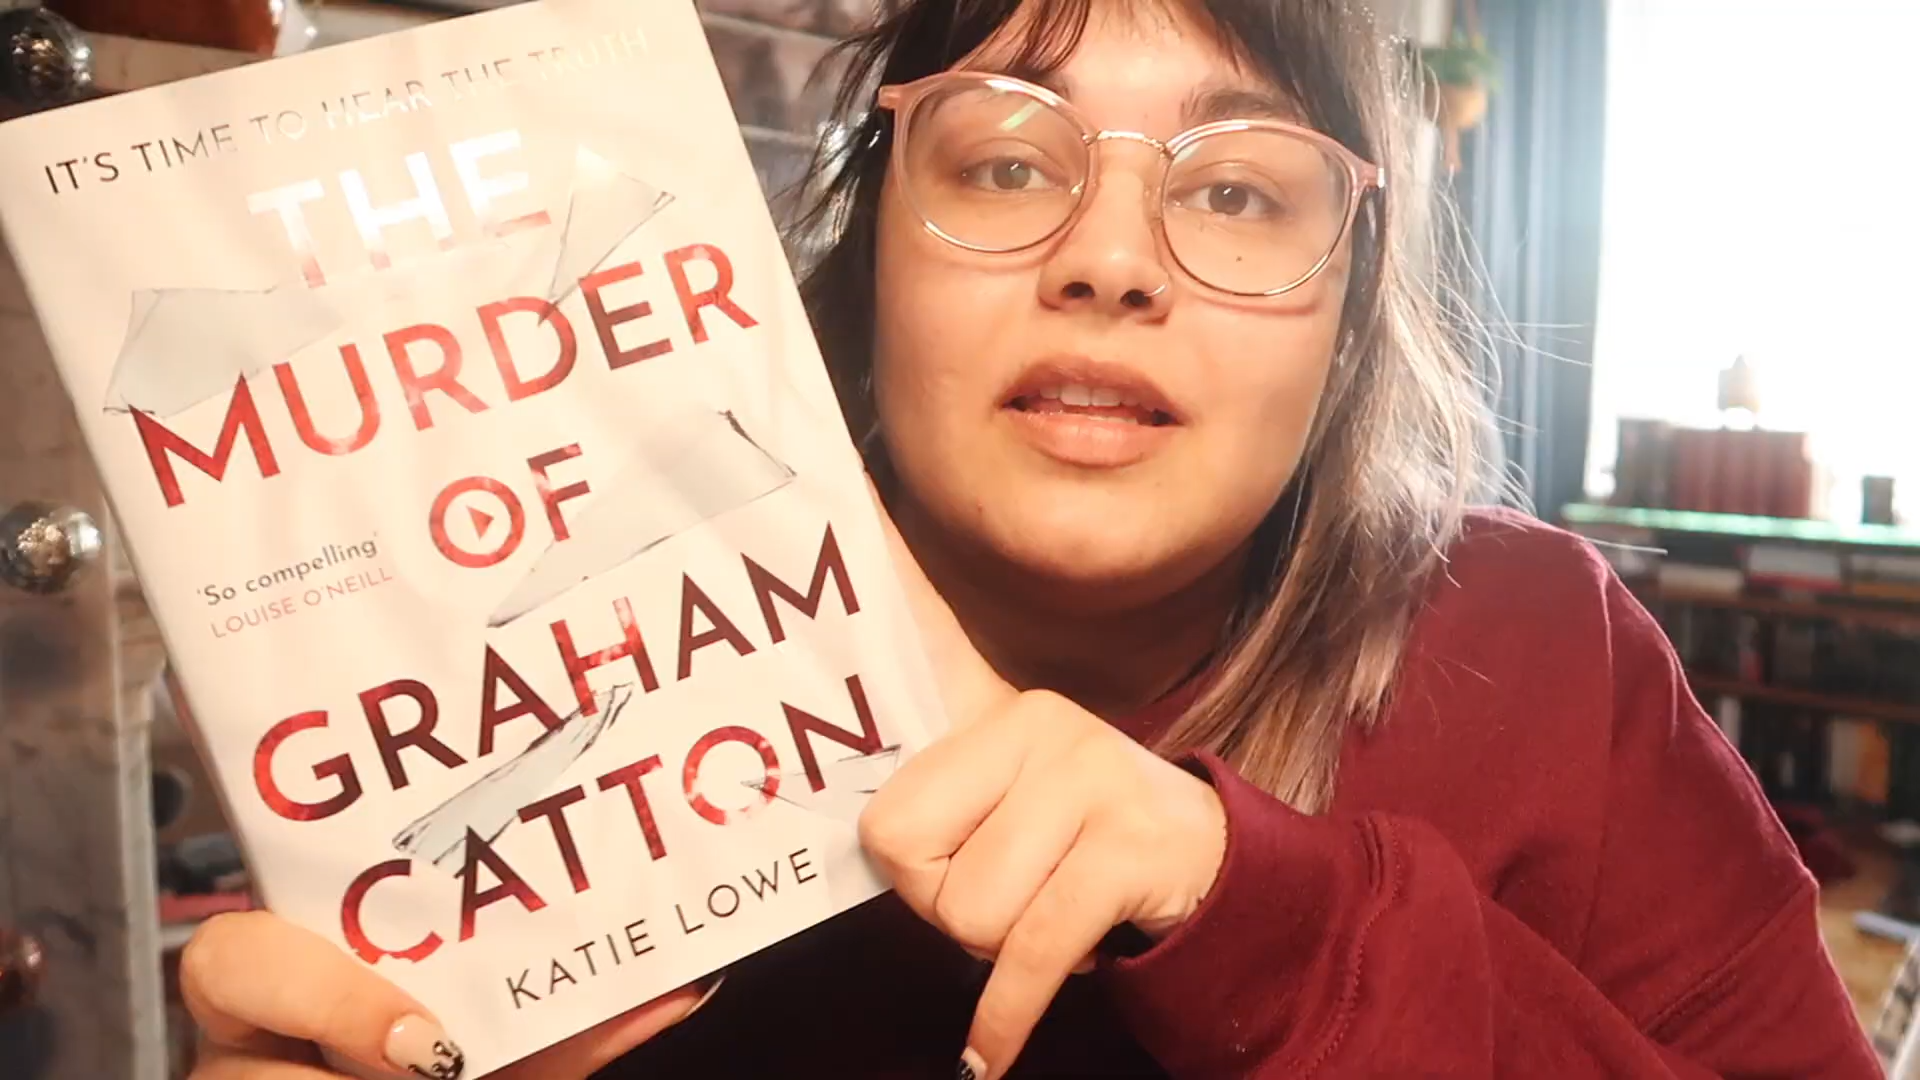 IT'S TIME TO HEAR THE TRUTH
THE
MURDER
OF
'So compelling'
LOUISE O'NEILL
GRAHAM
CATTON
KATIE LOWE